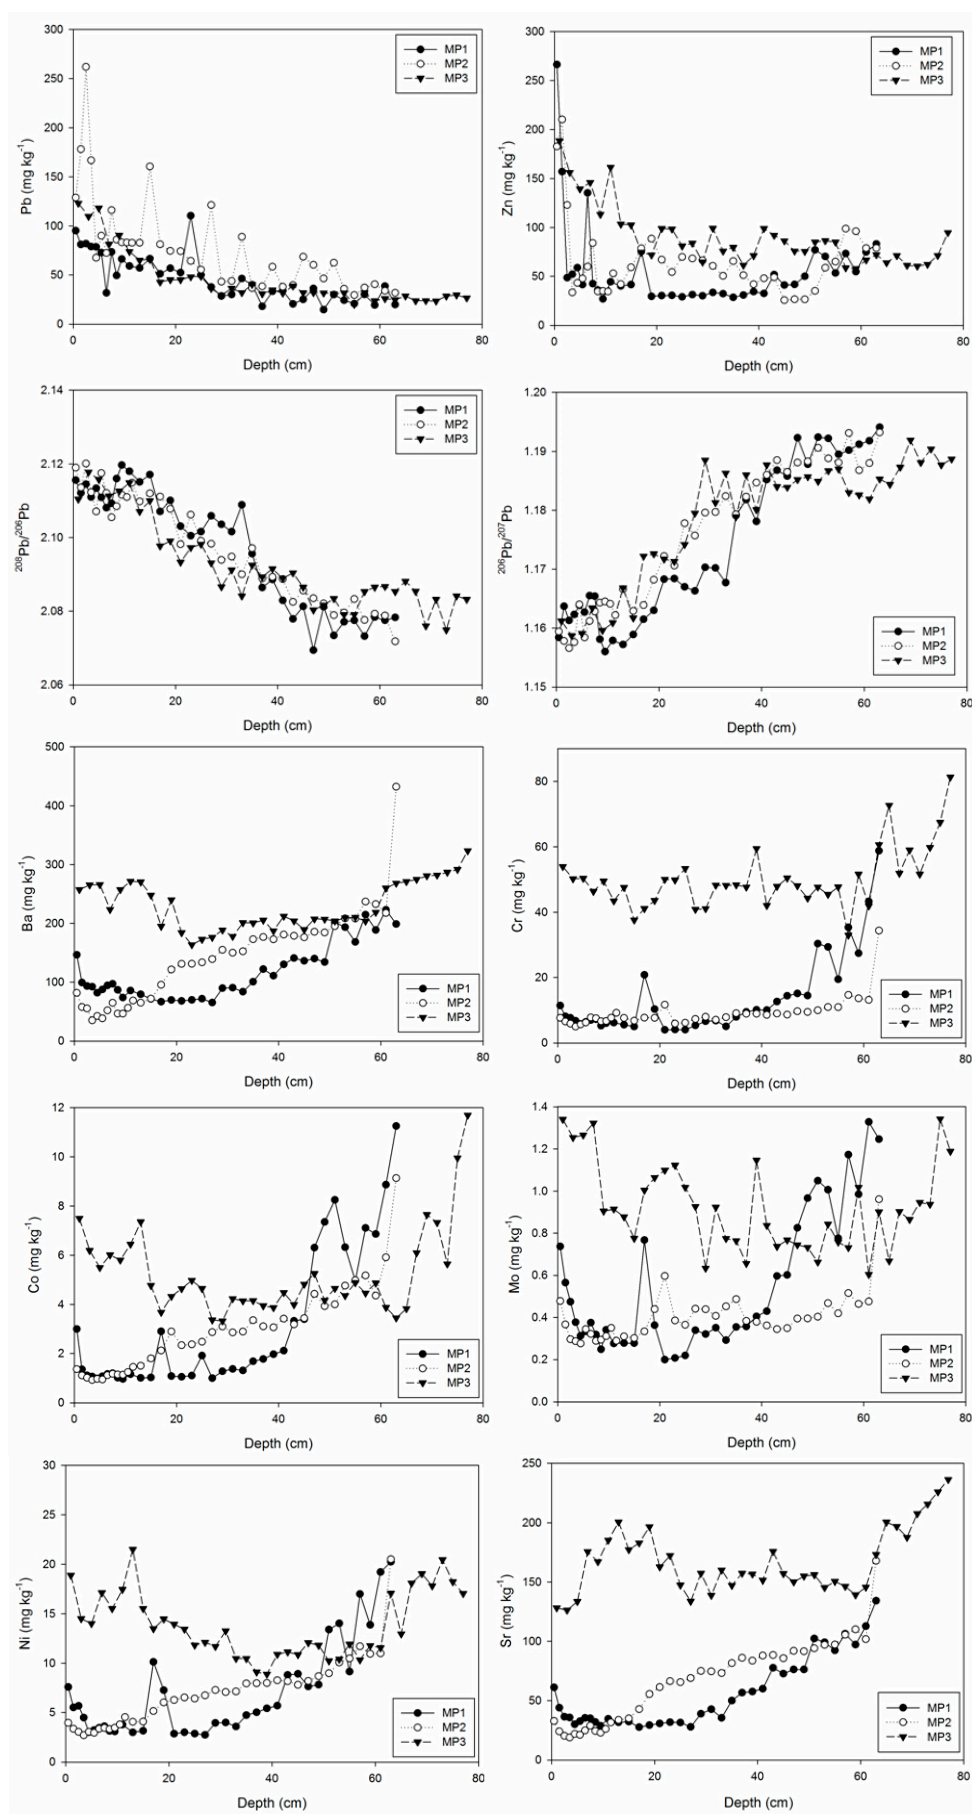 300
250
200
150
100
50
0
Pb (mg kg-1)
MP1
MP2
MP3
0 20 40 60 80
Depth (cm)
300
250
200
150
100
50
0
Zn (mg kg-1)
MP1
MP2
MP3
0 20 40 60 80
Depth (cm)
2.14
2.12
2.10
2.08
2.06
208Pb/206Pb
MP1
MP2
MP3
0 20 40 60 80
Depth (cm)
1.20
1.19
1.18
1.17
1.16
1.15
206Pb/207Pb
MP1
MP2
MP3
0 20 40 60 80
Depth (cm)
500
400
300
200
100
0
Ba (mg kg-1)
MP1
MP2
MP3
0 20 40 60 80
Depth (cm)
80
60
40
20
0
Cr (mg kg-1)
MP1
MP2
MP3
0 20 40 60 80
Depth (cm)
12
10
8
6
4
2
0
Co (mg kg-1)
MP1
MP2
MP3
0 20 40 60 80
Depth (cm)
1.4
1.2
1.0
0.8
0.6
0.4
0.2
0.0
Mo (mg kg-1)
MP1
MP2
MP3
0 20 40 60 80
Depth (cm)
30
25
20
15
10
5
0
Ni (mg kg-1)
MP1
MP2
MP3
0 20 40 60 80
Depth (cm)
250
200
150
100
50
0
Sr (mg kg-1)
MP1
MP2
MP3
0 20 40 60 80
Depth (cm)